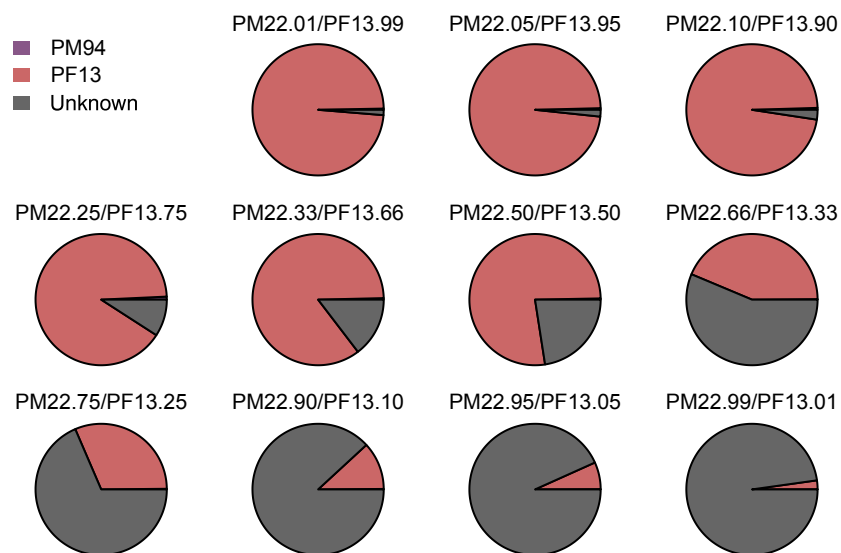 PM22.01/PF13.99
PM22.05/PF13.95
PM22.10/PF13.90
PM94
PF13
Unknown
PM22.25/PF13.75
PM22.33/PF13.66
PM22.50/PF13.50
PM22.66/PF13.33
PM22.75/PF13.25
PM22.90/PF13.10
PM22.95/PF13.05
PM22.99/PF13.01